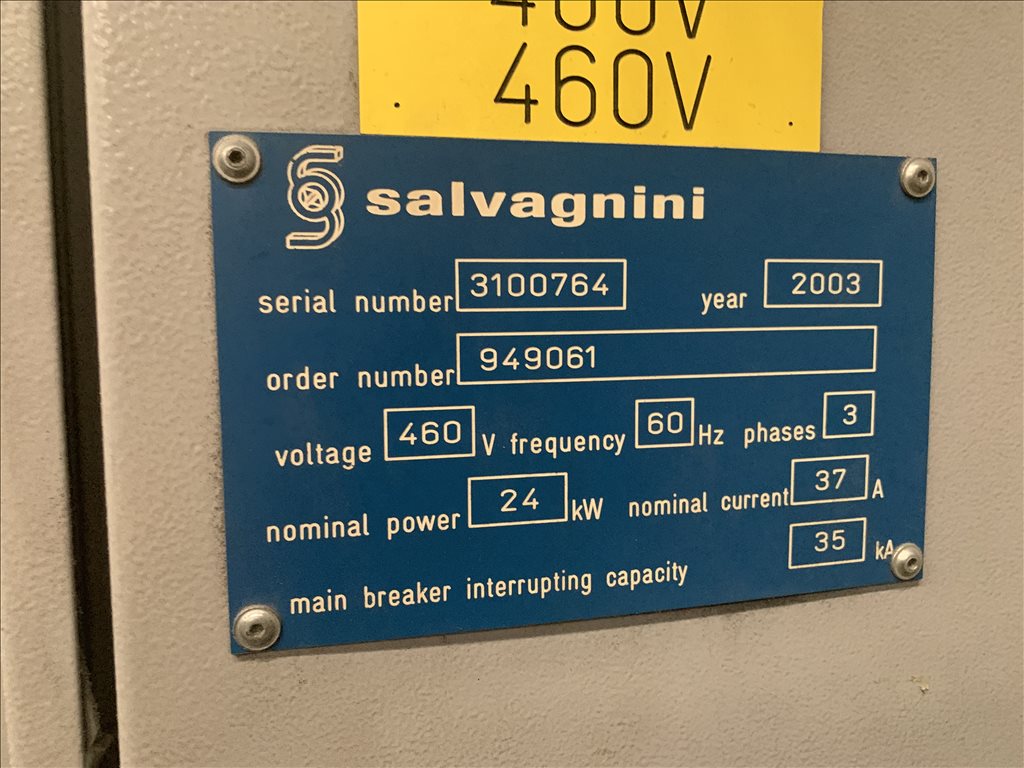 460V
salvagnini
serial number 3100764 year 2003
order number 949061
voltage 460 V frequency 60 Hz phases 3
nominal power 24 kW nominal current 37 A
main breaker interrupting capacity 35 kA